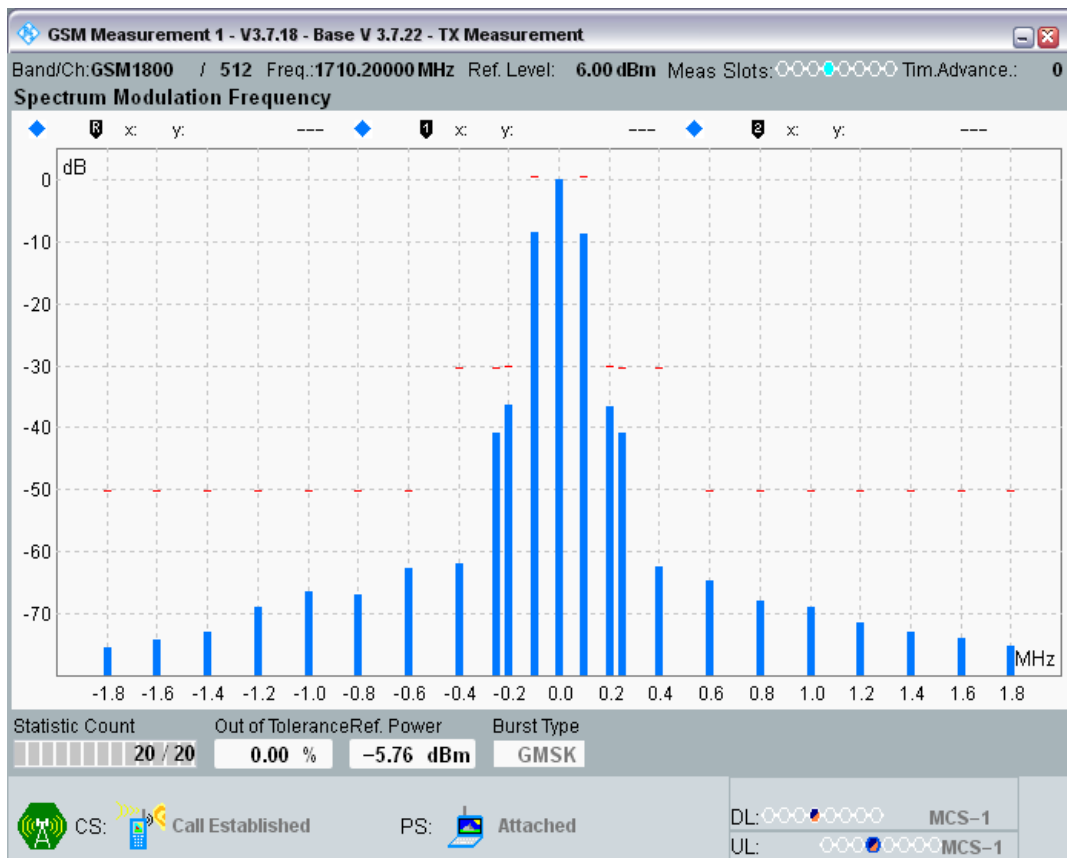 GSM Measurement 1 - V3.7.18 - Base V 3.7.22 - TX Measurement
Band/Ch:GSM1800 / 512 Freq.:1710.20000 MHz Ref. Level: 6.00 dBm Meas Slots: Tim.Advance.: 0
Spectrum Modulation Frequency
R x: y: --- 1 x: y: --- 2 x: y: ---
dB
0
-10
-20
-30
-40
-50
-60
-70
MHz
-1.8 -1.6 -1.4 -1.2 -1.0 -0.8 -0.6 -0.4 -0.2 0.0 0.2 0.4 0.6 0.8 1.0 1.2 1.4 1.6 1.8
Statistic Count Out of Tolerance Ref. Power Burst Type
20 / 20 0.00 % −5.76 dBm GMSK
CS: Call Established PS: Attached DL: MCS−1
UL: MCS−1